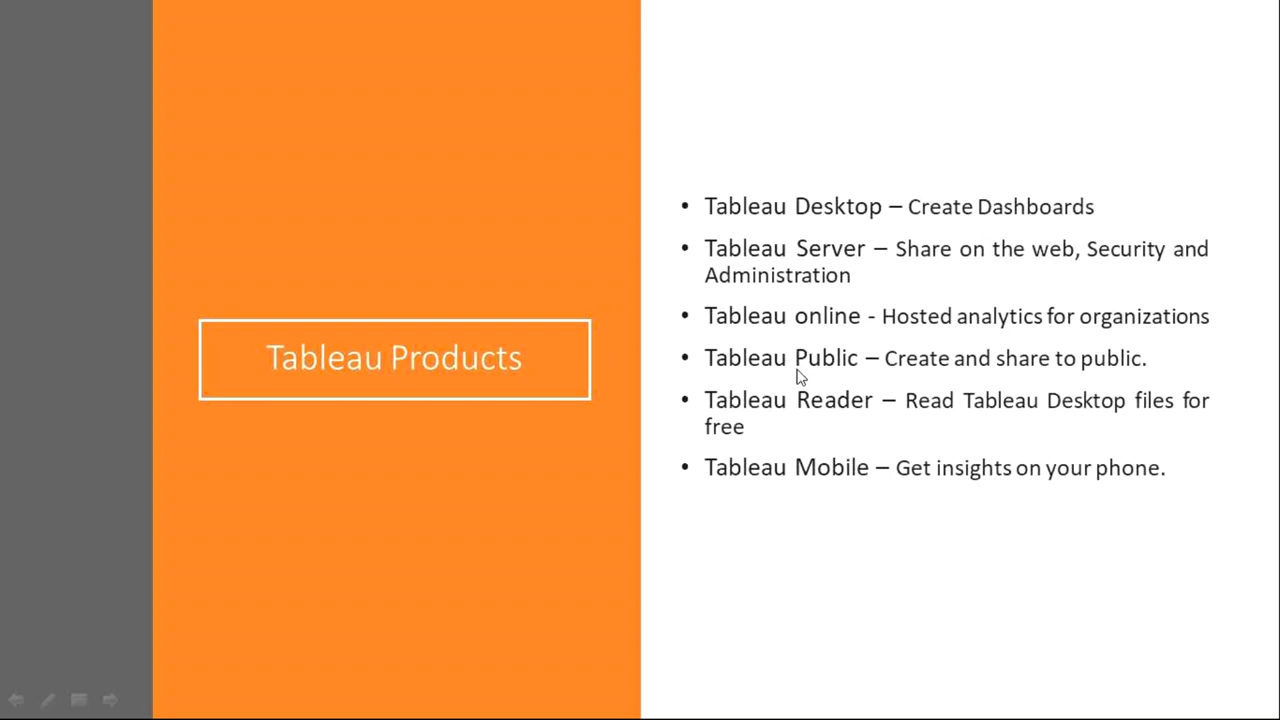 Tableau Products
• Tableau Desktop – Create Dashboards
• Tableau Server – Share on the web, Security and
Administration
• Tableau online - Hosted analytics for organizations
• Tableau Public – Create and share to public.
• Tableau Reader – Read Tableau Desktop files for
free
• Tableau Mobile – Get insights on your phone.